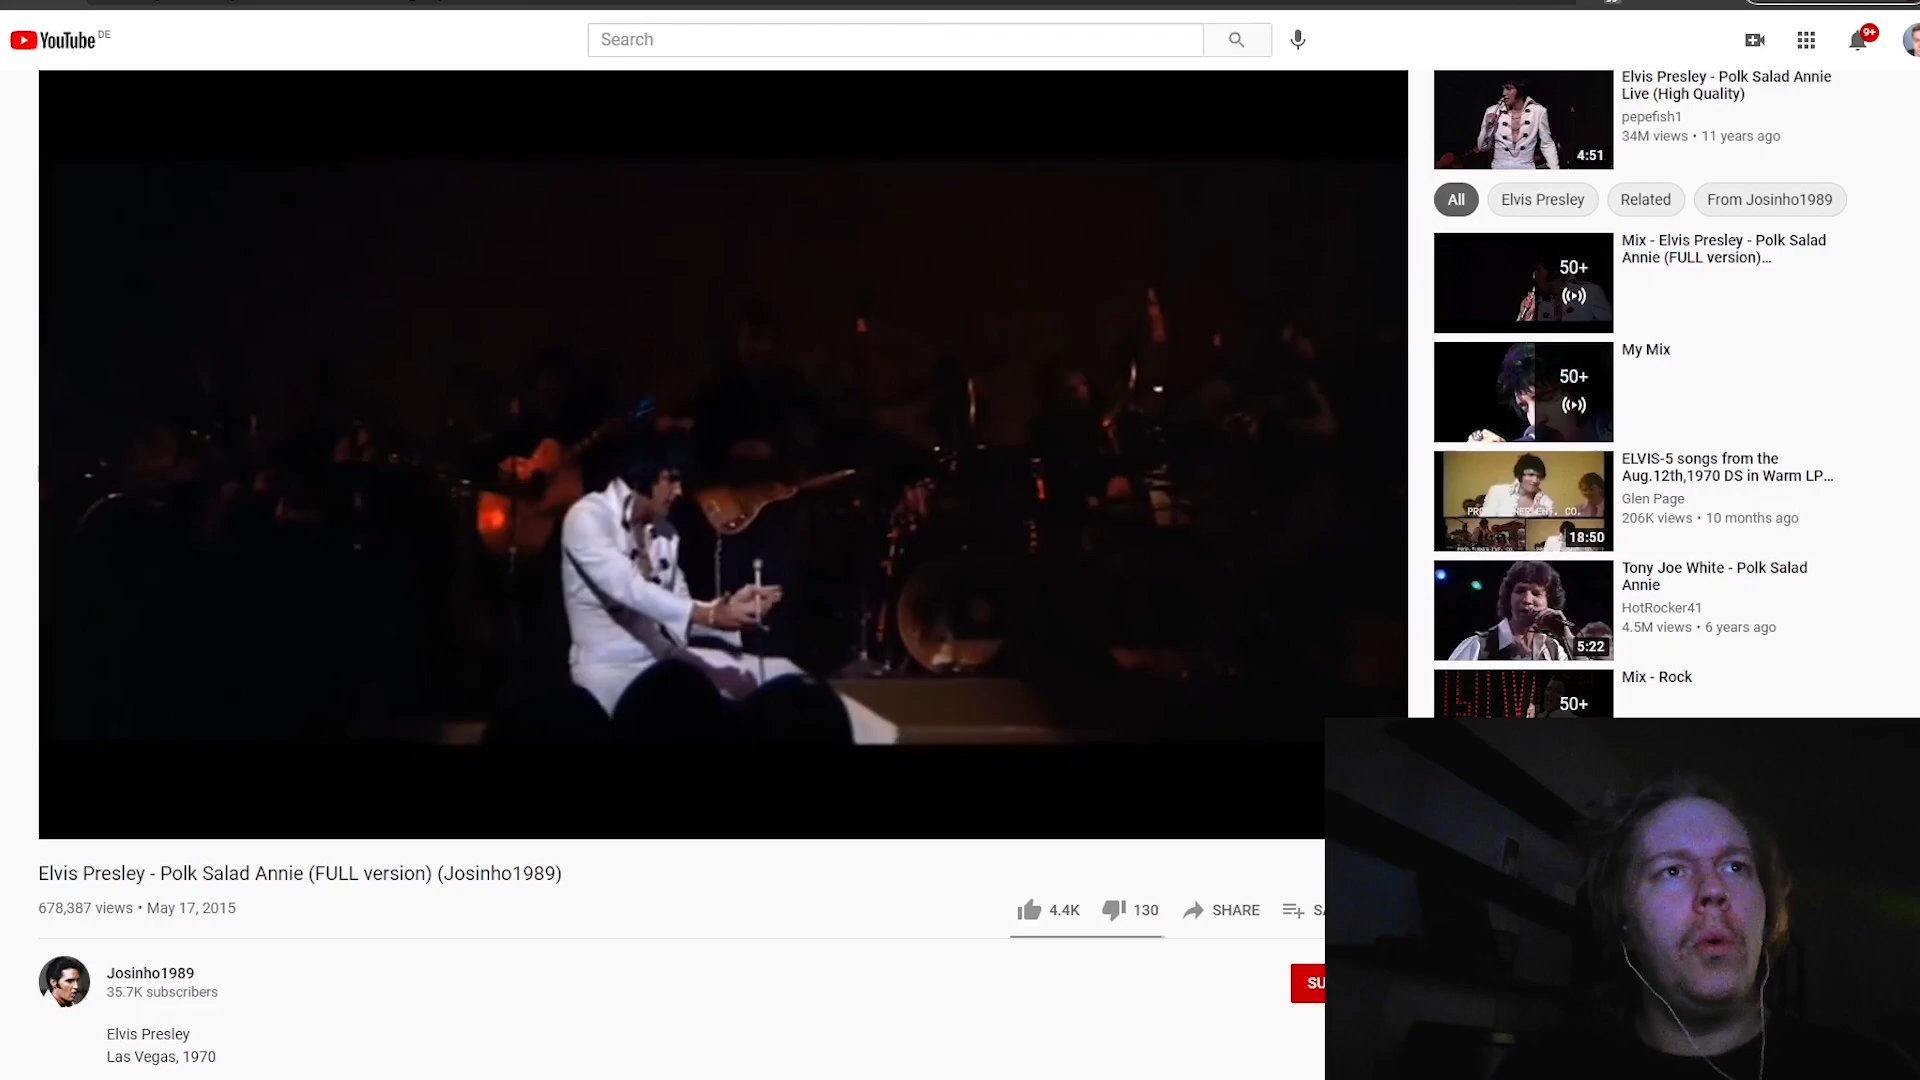 YouTube DE
Search
9+
Elvis Presley - Polk Salad Annie
Live (High Quality)
pepefish1
34M views • 11 years ago
4:51
All
Elvis Presley
Related
From Josinho1989
Mix - Elvis Presley - Polk Salad
Annie (FULL version)...
50+
My Mix
50+
ELVIS-5 songs from the
Aug.12th,1970 DS in Warm LP...
Glen Page
206K views • 10 months ago
18:50
Tony Joe White - Polk Salad
Annie
HotRocker41
4.5M views • 6 years ago
5:22
Mix - Rock
50+
Elvis Presley - Polk Salad Annie (FULL version) (Josinho1989)
678,387 views • May 17, 2015
4.4K
130
SHARE
Josinho1989
35.7K subscribers
SU
Elvis Presley
Las Vegas, 1970